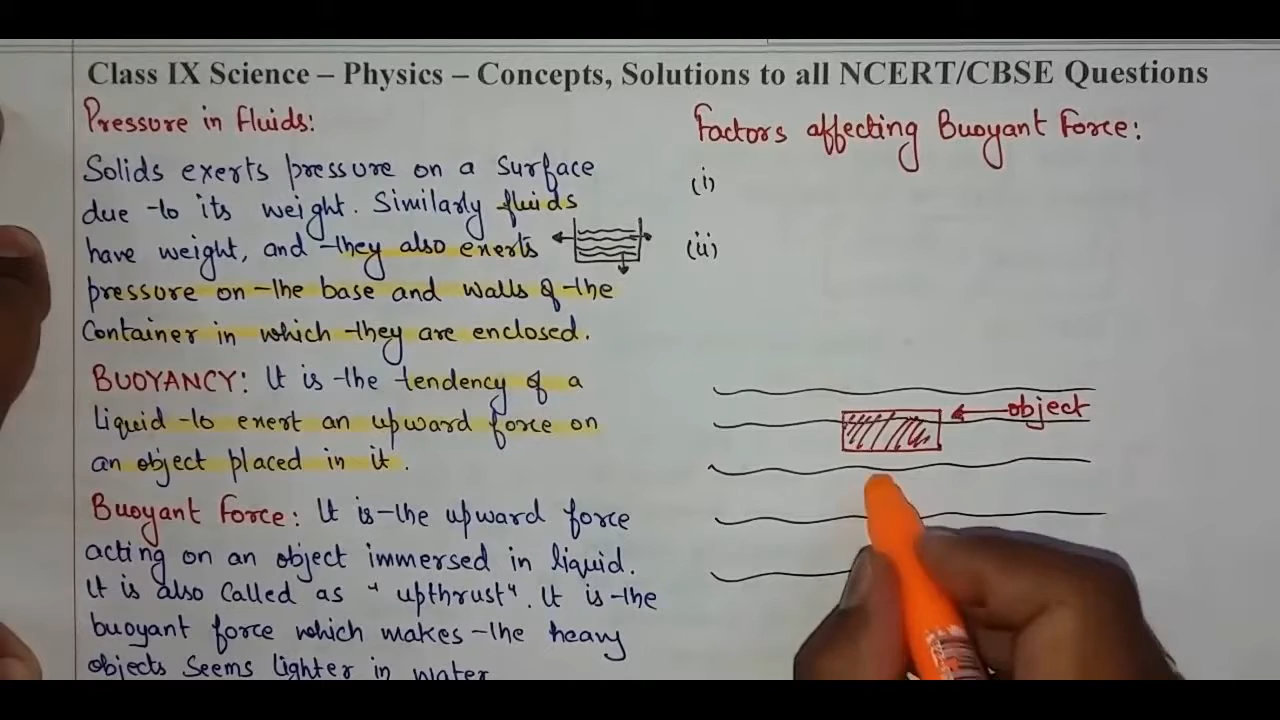 Class IX Science – Physics – Concepts, Solutions to all NCERT/CBSE Questions
Pressure in Fluids:
Solids exerts pressure on a surface
due to its weight. Similarly fluids
have weight, and they also exerts
pressure on the base and walls of the
Container in which they are enclosed.
BUOYANCY: It is the tendency of a
liquid to exert an upward force on
an object placed in it.
Buoyant Force: It is the upward force
acting on an object immersed in liquid.
It is also called as "upthrust". It is the
buoyant force which makes the heavy
objects seems lighter in water
Factors affecting Buoyant Force:
(i)
(ii)
object